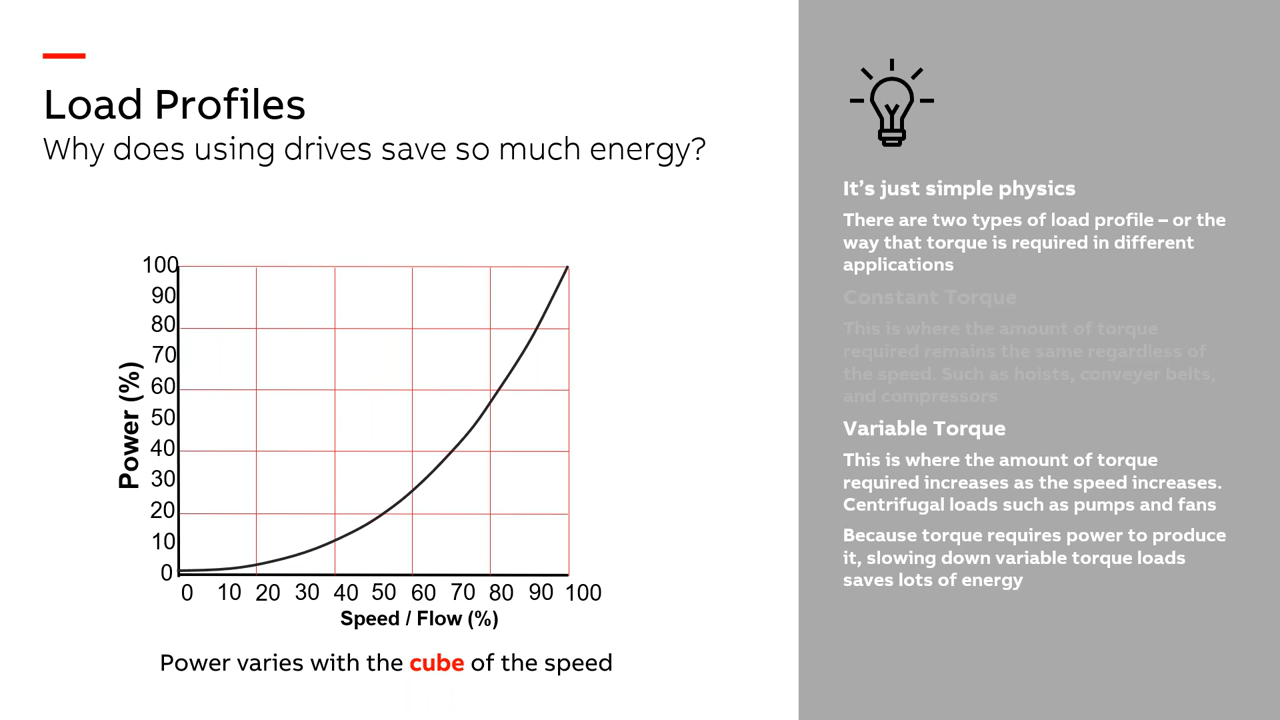 Load Profiles
Why does using drives save so much energy?
100
90
80
70
60
50
40
30
20
10
0
Power (%)
0 10 20 30 40 50 60 70 80 90 100
Speed / Flow (%)
Power varies with the cube of the speed
It's just simple physics
There are two types of load profile – or the
way that torque is required in different
applications
Constant Torque
This is where the amount of torque
required remains the same regardless of
the speed. Such as hoists, conveyer belts,
and compressors
Variable Torque
This is where the amount of torque
required increases as the speed increases.
Centrifugal loads such as pumps and fans
Because torque requires power to produce
it, slowing down variable torque loads
saves lots of energy